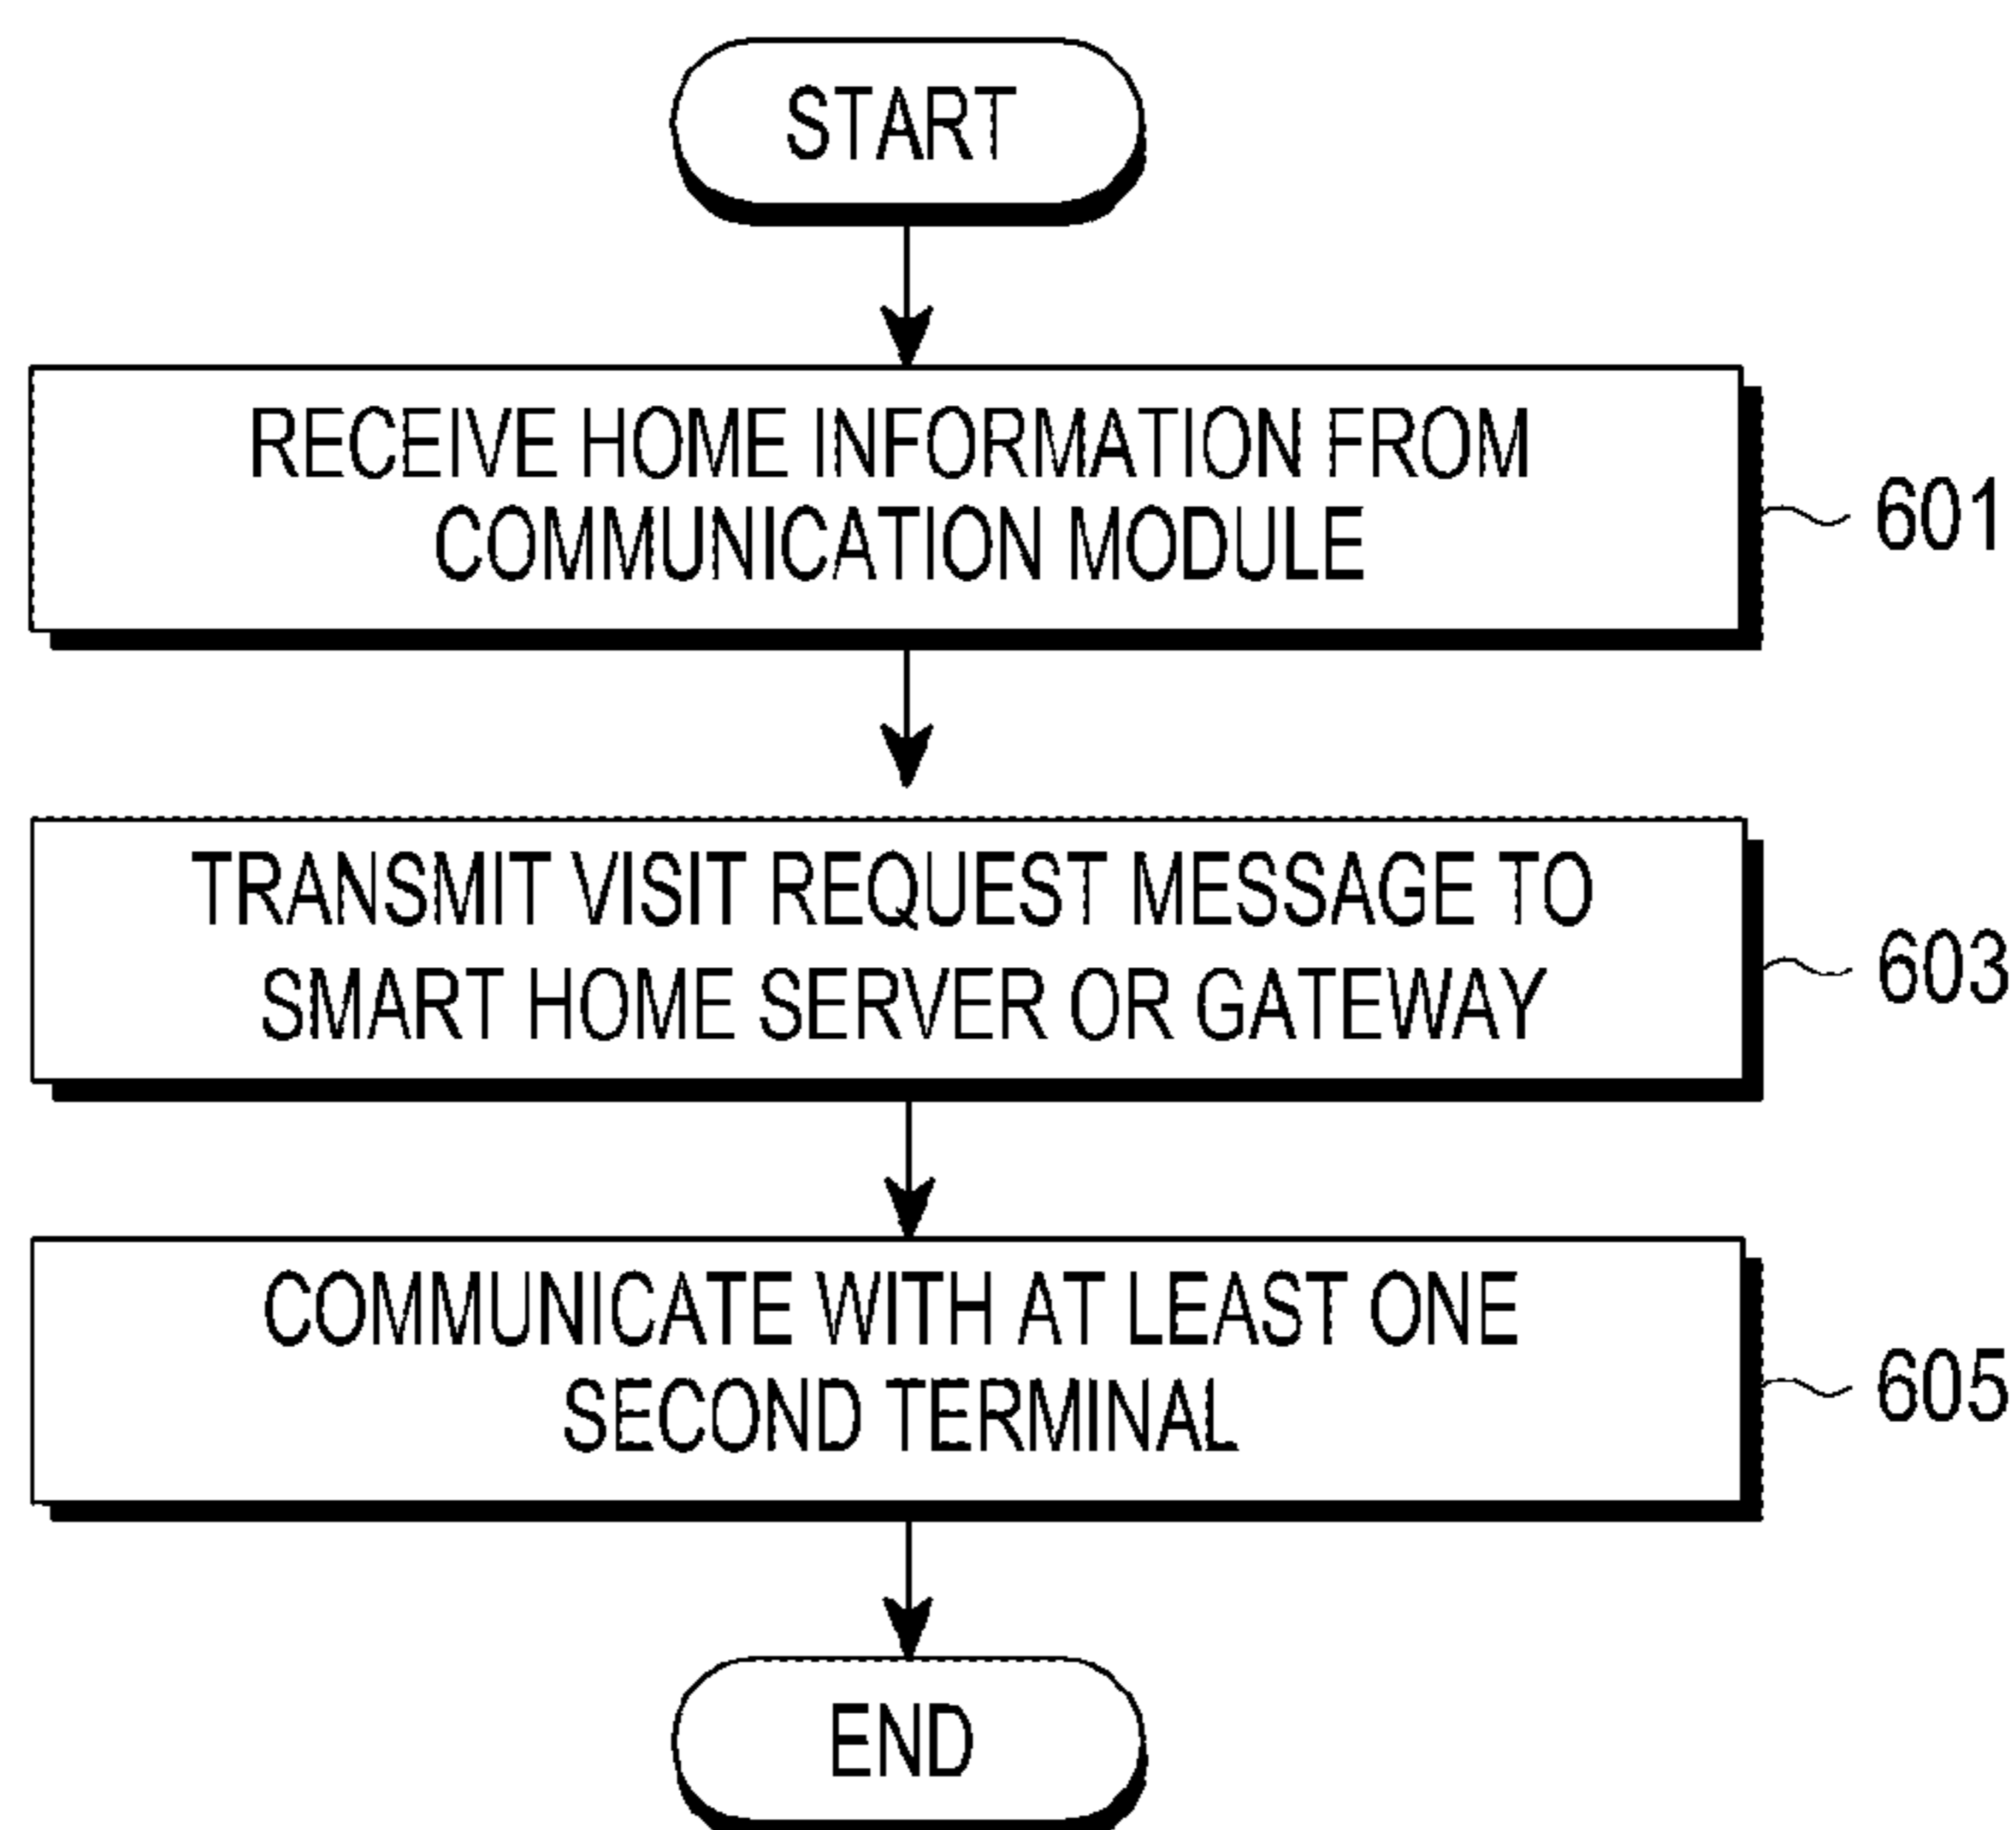 START
RECEIVE HOME INFORMATION FROM
COMMUNICATION MODULE
601
TRANSMIT VISIT REQUEST MESSAGE TO
SMART HOME SERVER OR GATEWAY
603
COMMUNICATE WITH AT LEAST ONE
SECOND TERMINAL
605
END